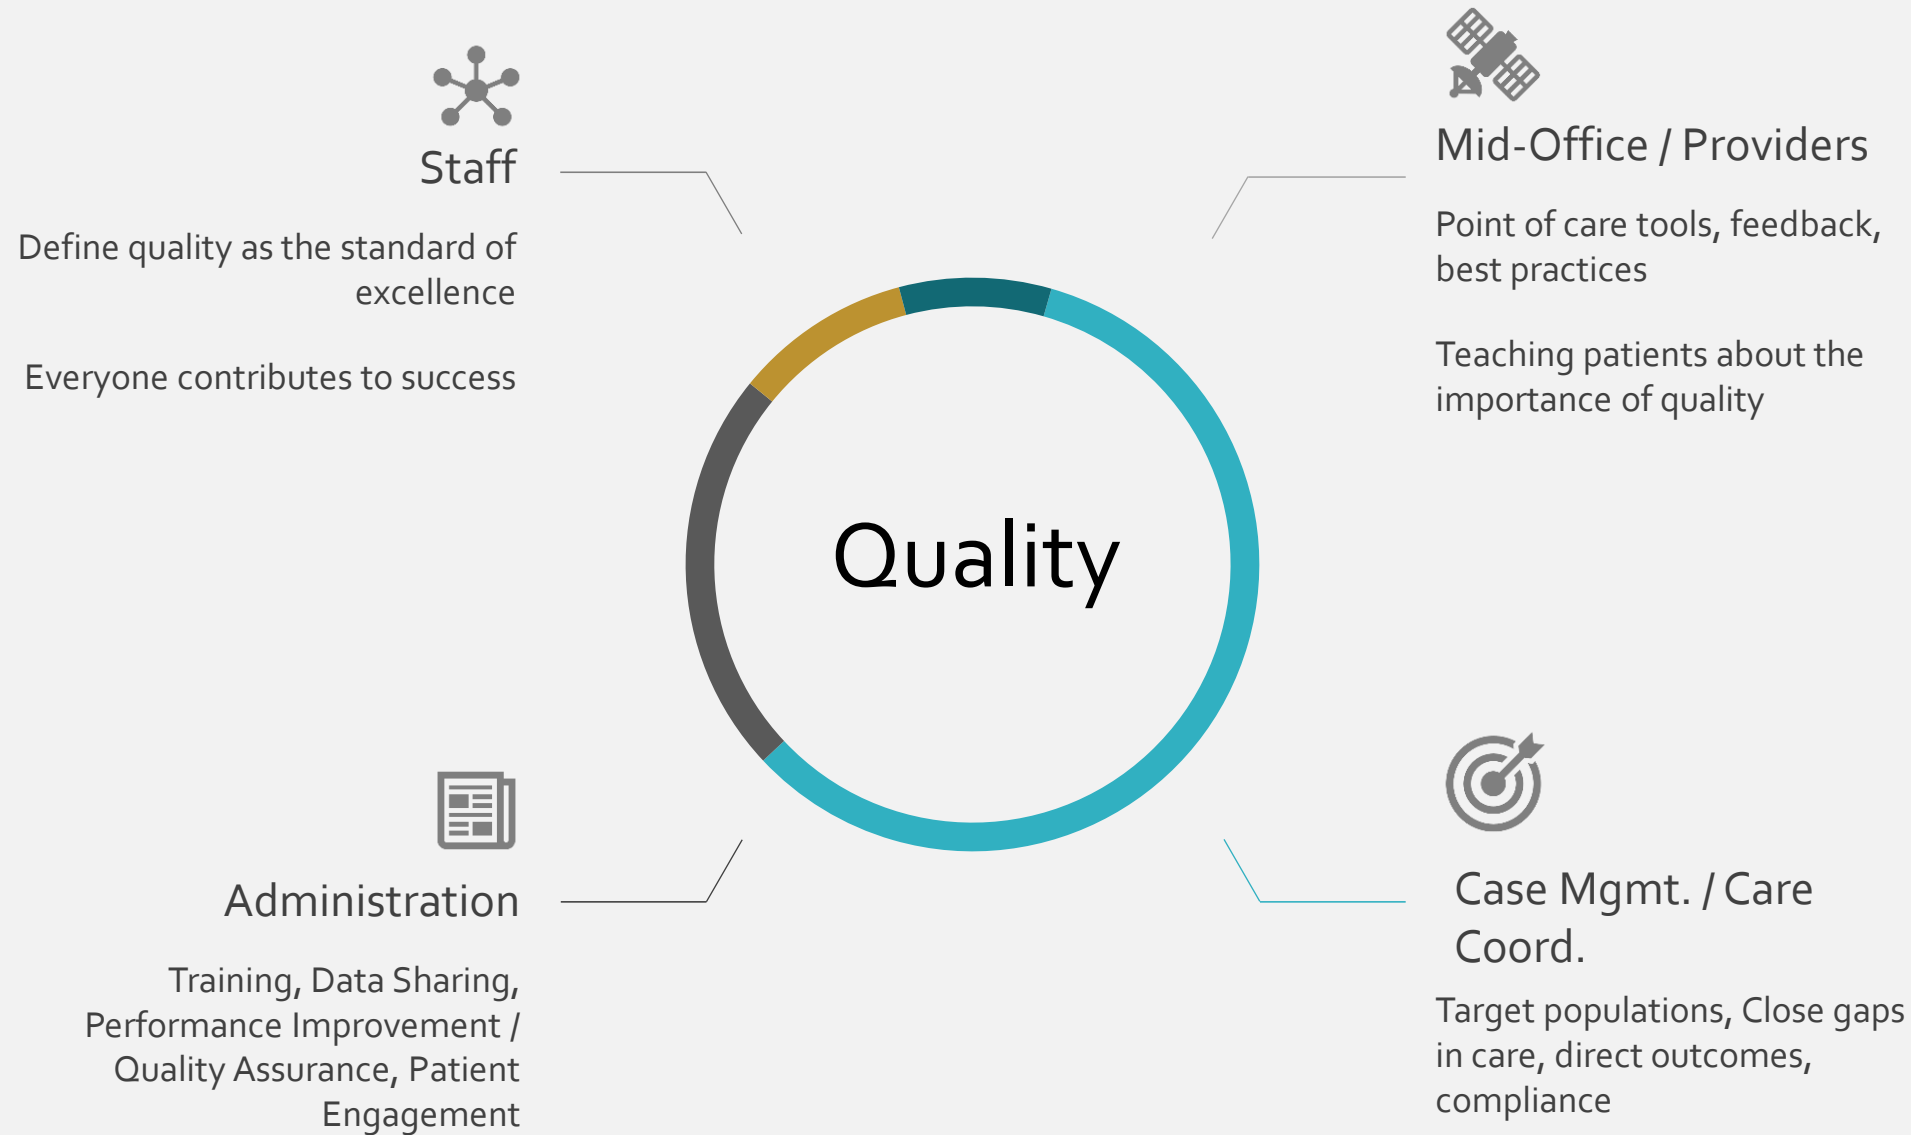 Staff
Define quality as the standard of
excellence
Everyone contributes to success
Mid-Office / Providers
Point of care tools, feedback,
best practices
Teaching patients about the
importance of quality
Quality
Administration
Training, Data Sharing,
Performance Improvement /
Quality Assurance, Patient
Engagement
Case Mgmt. / Care
Coord.
Target populations, Close gaps
in care, direct outcomes,
compliance